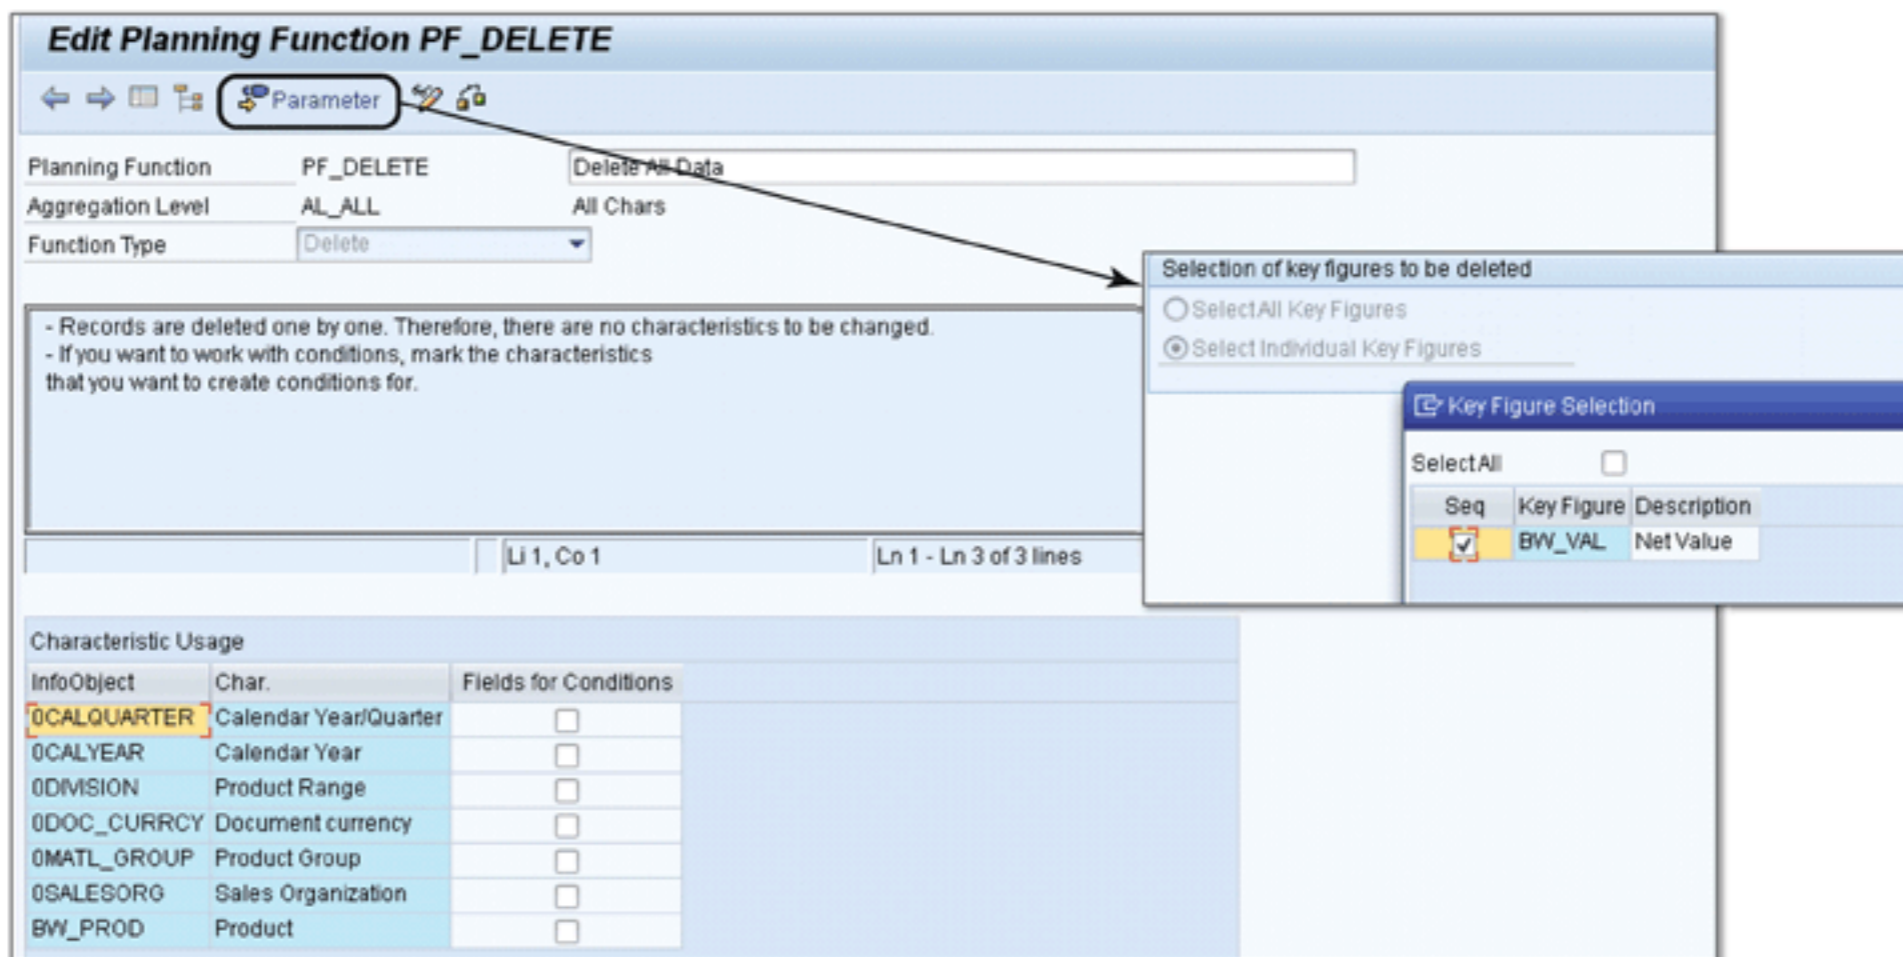 Edit Planning Function PF_DELETE
Parameter
Planning Function PF_DELETE Delete All Data
Aggregation Level AL_ALL All Chars
Function Type Delete
- Records are deleted one by one. Therefore, there are no characteristics to be changed.
- If you want to work with conditions, mark the characteristics
that you want to create conditions for.
Li 1, Co 1 Ln 1 - Ln 3 of 3 lines
Selection of key figures to be deleted
Select All Key Figures
Select Individual Key Figures
Key Figure Selection
Select All
Seq Key Figure Description
BW_VAL Net Value
Characteristic Usage
InfoObject Char. Fields for Conditions
0CALQUARTER Calendar Year/Quarter
0CALYEAR Calendar Year
0DIVISION Product Range
0DOC_CURRCY Document currency
0MATL_GROUP Product Group
0SALESORG Sales Organization
BW_PROD Product